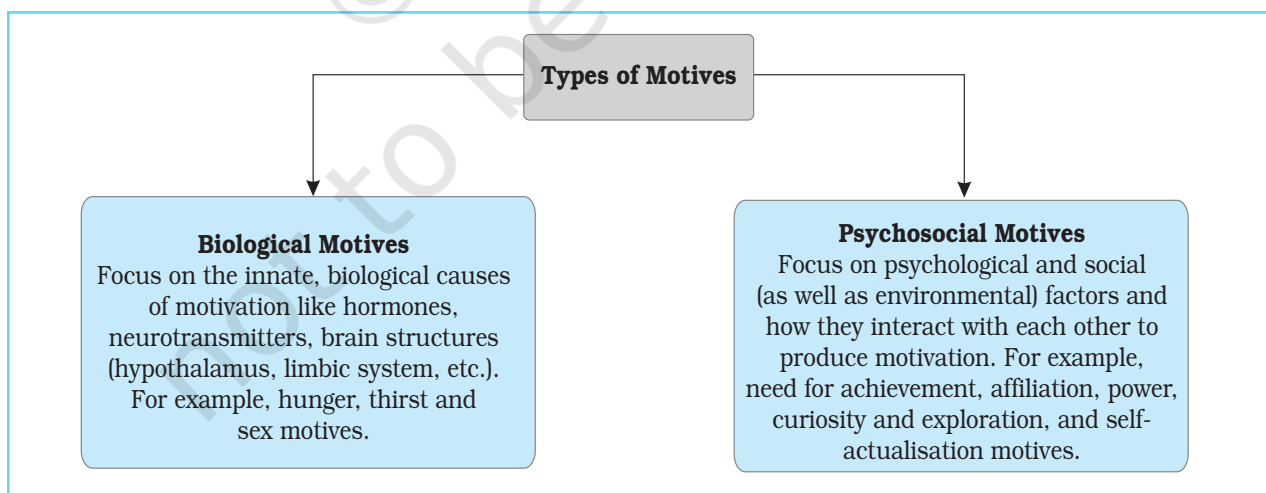 not to be
Types of Motives
Biological Motives
Focus on the innate, biological causes
of motivation like hormones,
neurotransmitters, brain structures
(hypothalamus, limbic system, etc.).
For example, hunger, thirst and
sex motives.
Psychosocial Motives
Focus on psychological and social
(as well as environmental) factors and
how they interact with each other to
produce motivation. For example,
need for achievement, affiliation, power,
curiosity and exploration, and self-
actualisation motives.